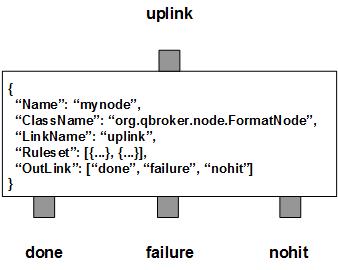 uplink
{
“Name”: “mynode”,
“ClassName”: “org.qbroker.node.FormatNode”,
“LinkName”: “uplink”,
“Ruleset”: [{...}, {...}],
“OutLink”: [“done”, “failure”, “nohit”]
}
done failure nohit